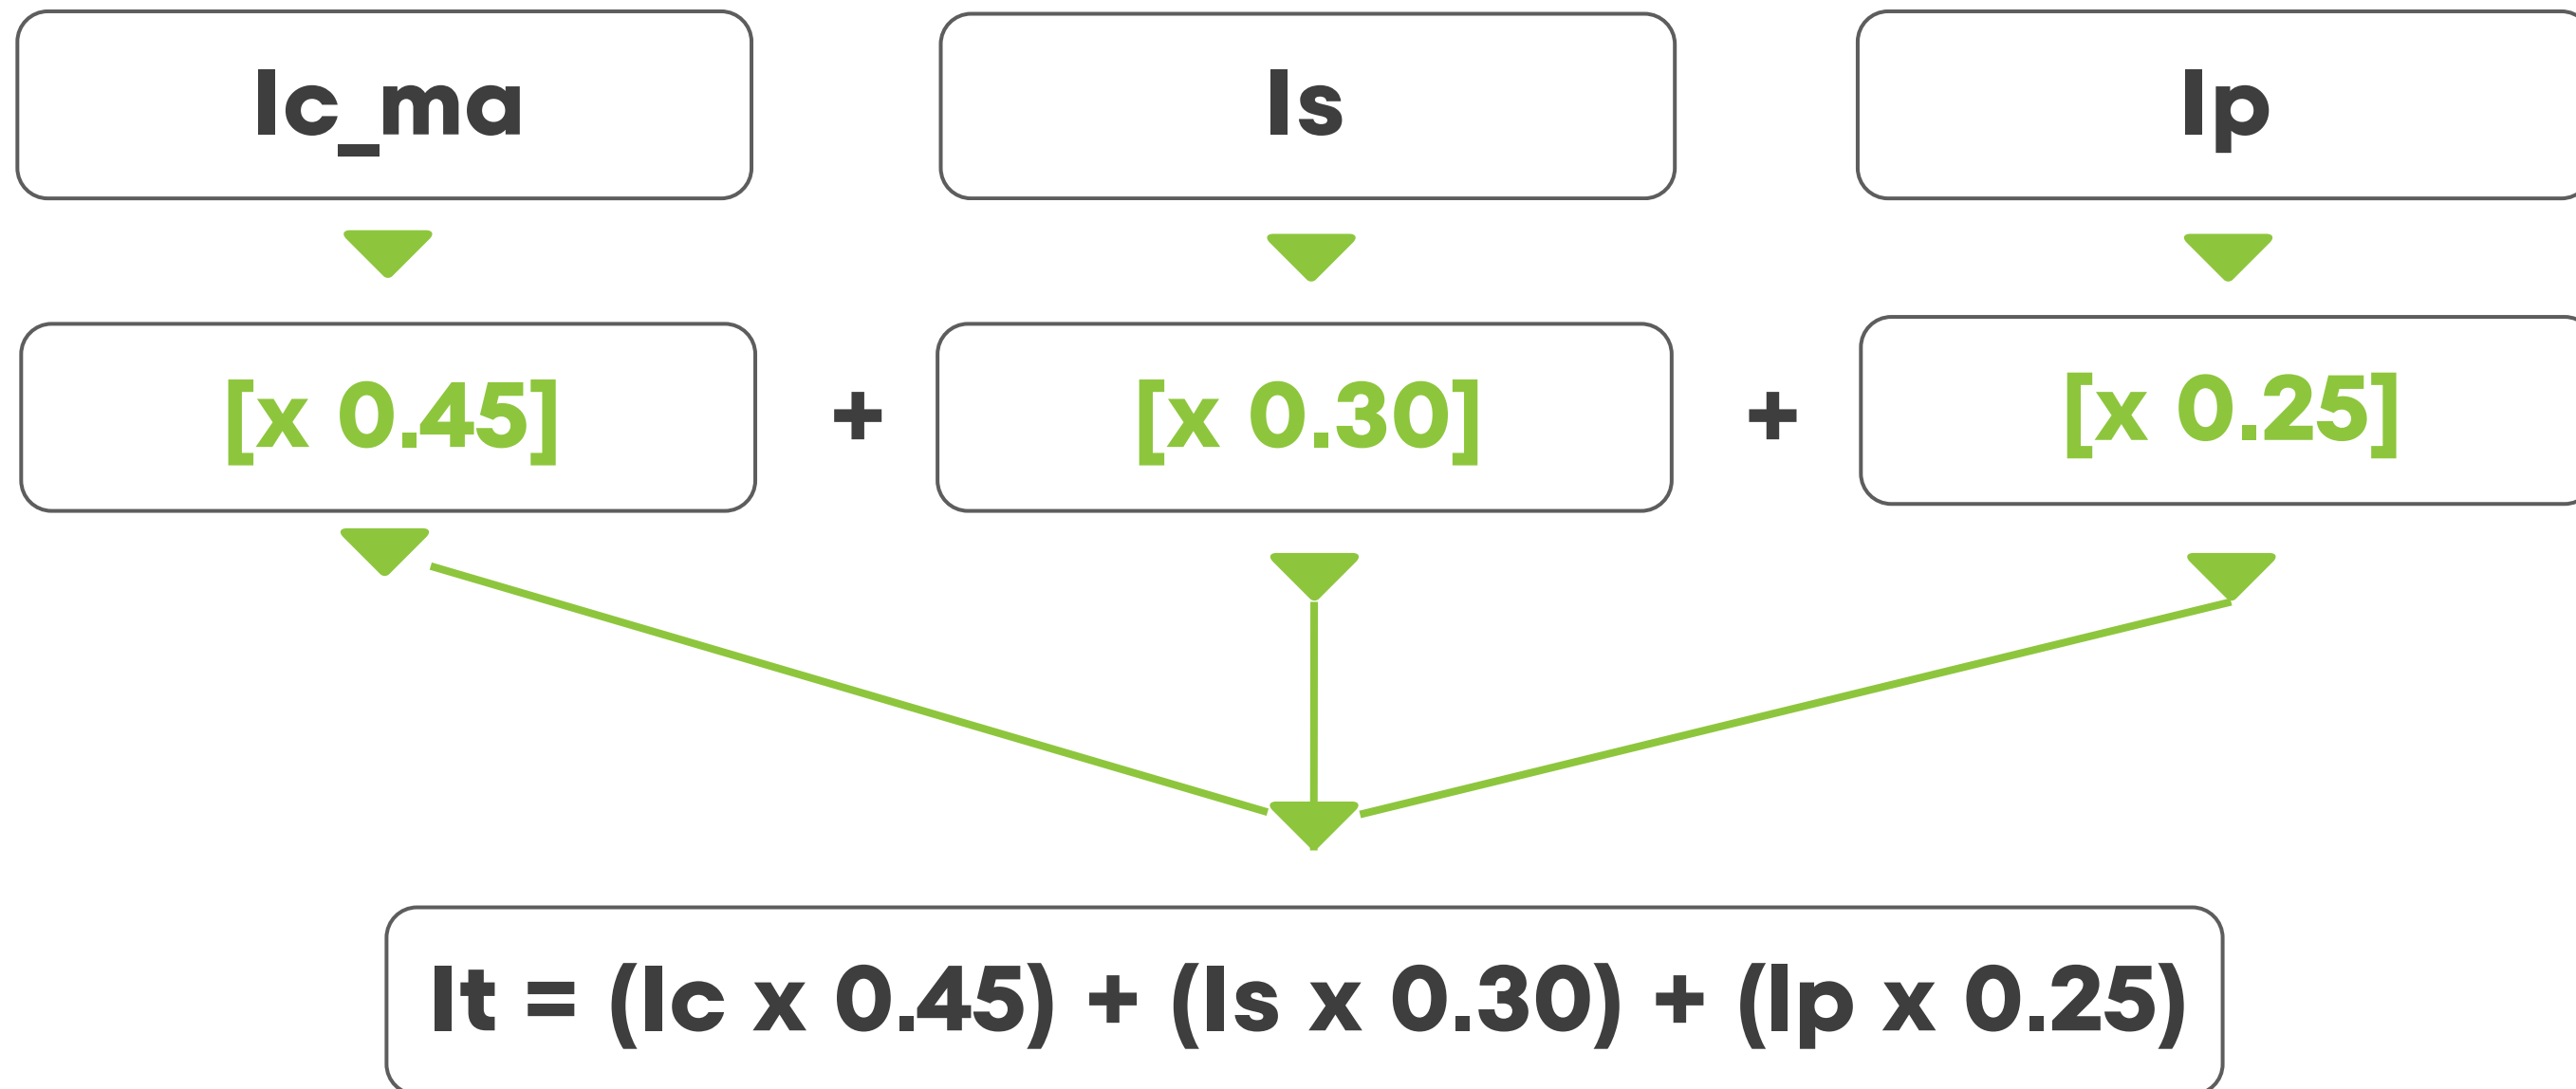 Ic_ma
Is
Ip
[x 0.45] + [x 0.30] + [x 0.25]
It = (Ic x 0.45) + (Is x 0.30) + (Ip x 0.25)